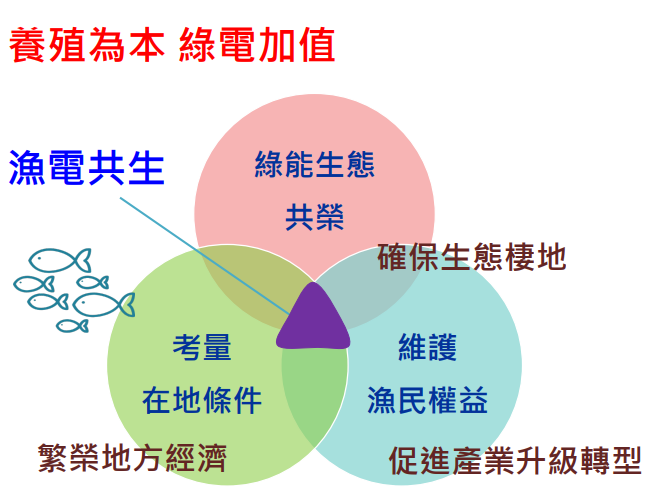 養殖為本 綠電加值
漁電共生
綠能生態
共榮
確保生態棲地
考量
在地條件
維護
漁民權益
繁榮地方經濟
促進產業升級轉型